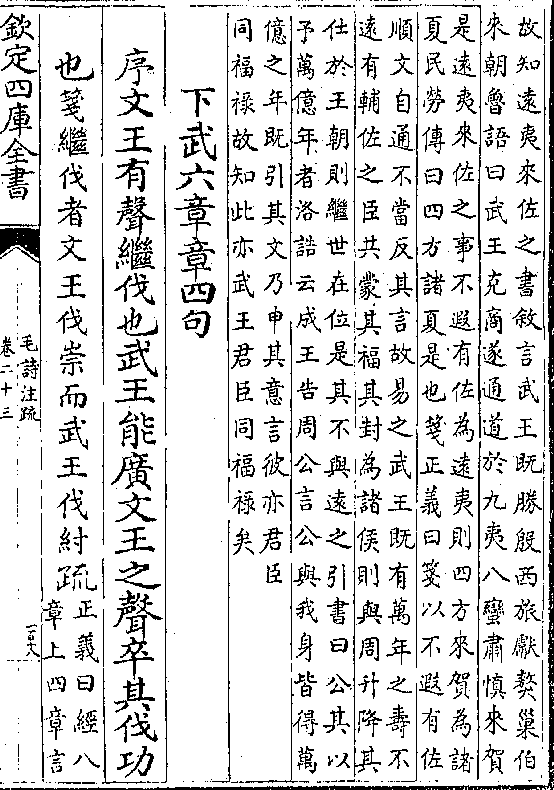 故知遠夷來佐之書敘言武王既勝殷西旅獻獒巢伯
來朝魯語曰武王克商遂通道於九夷八蠻肅慎來賀
是遠夷來佐之事不遐有佐為遠夷則四方來賀為諸
夏民勞傳曰四方諸夏是也箋正義曰箋以不遐有佐
順文自通不當反其言故易之武王既有萬年之壽不
遠有輔佐之臣共蒙其福其封為諸侯則與周升降其
仕於王朝則繼世在位是其不與遠之引書曰公其以
予萬億年者洛誥云成王告周公言公與我身皆得萬
億之年既引其文乃申其意言彼亦君臣
同福祿故知此亦武王君臣同福祿矣
下武六章章四句
序文王有聲繼伐也武王能廣文王之聲卒其伐功
也箋繼伐者文王伐崇而武王伐紂疏
正義曰經八
章上四章言
欽定四庫全書
毛詩注疏
卷二十三
一百六